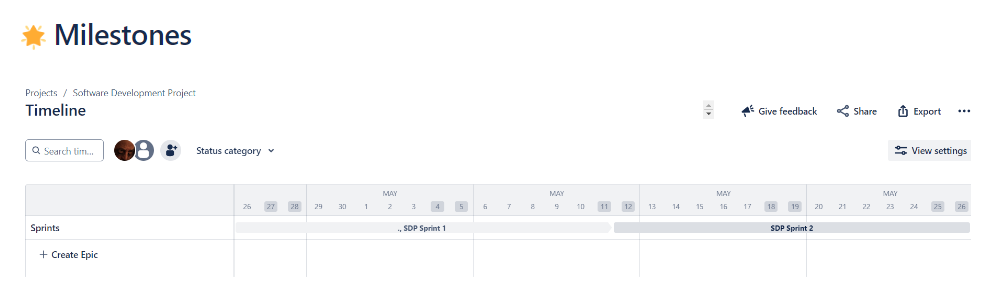 Milestones
Projects / Software Development Project
Timeline
Give feedback
Share
Export
Search tim...
Status category
View settings
MAY MAY MAY MAY
26 27 28 29 30 1 2 3 4 5 6 7 8 9 10 11 12 13 14 15 16 17 18 19 20 21 22 23 24 25 26
Sprints ., SDP Sprint 1 SDP Sprint 2
+ Create Epic